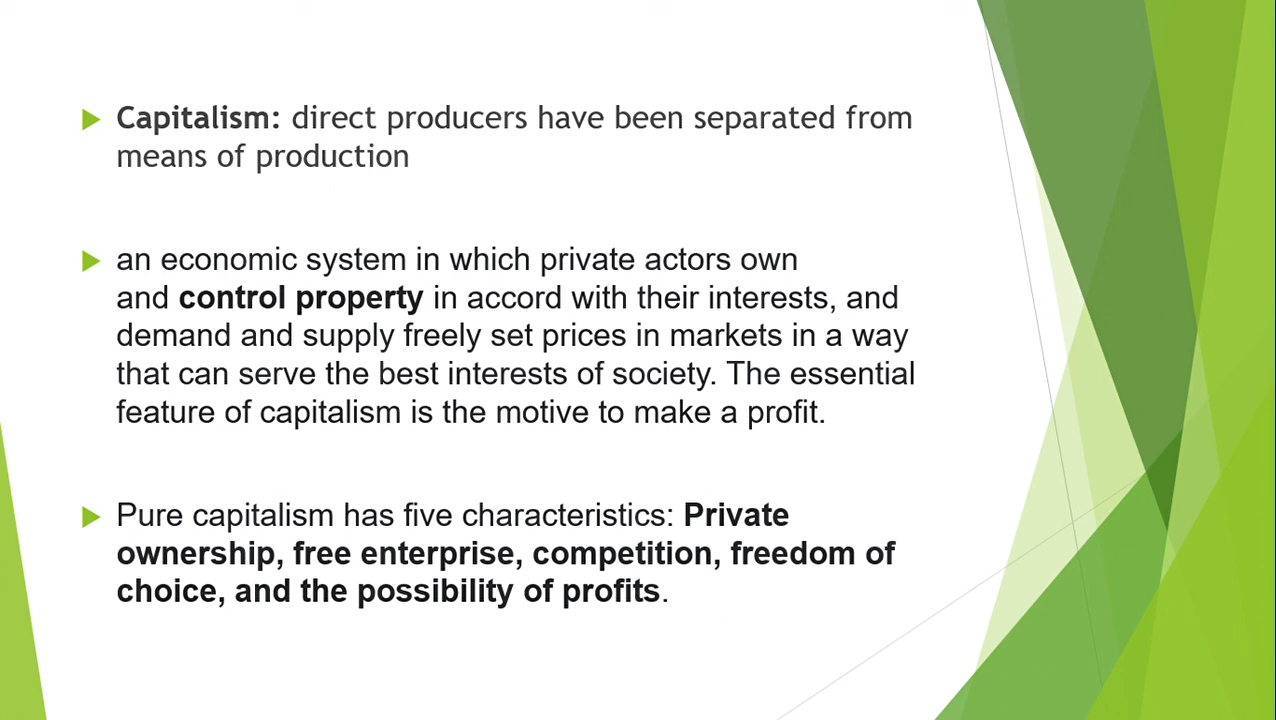 Capitalism: direct producers have been separated from
means of production
an economic system in which private actors own
and control property in accord with their interests, and
demand and supply freely set prices in markets in a way
that can serve the best interests of society. The essential
feature of capitalism is the motive to make a profit.
Pure capitalism has five characteristics: Private
ownership, free enterprise, competition, freedom of
choice, and the possibility of profits.